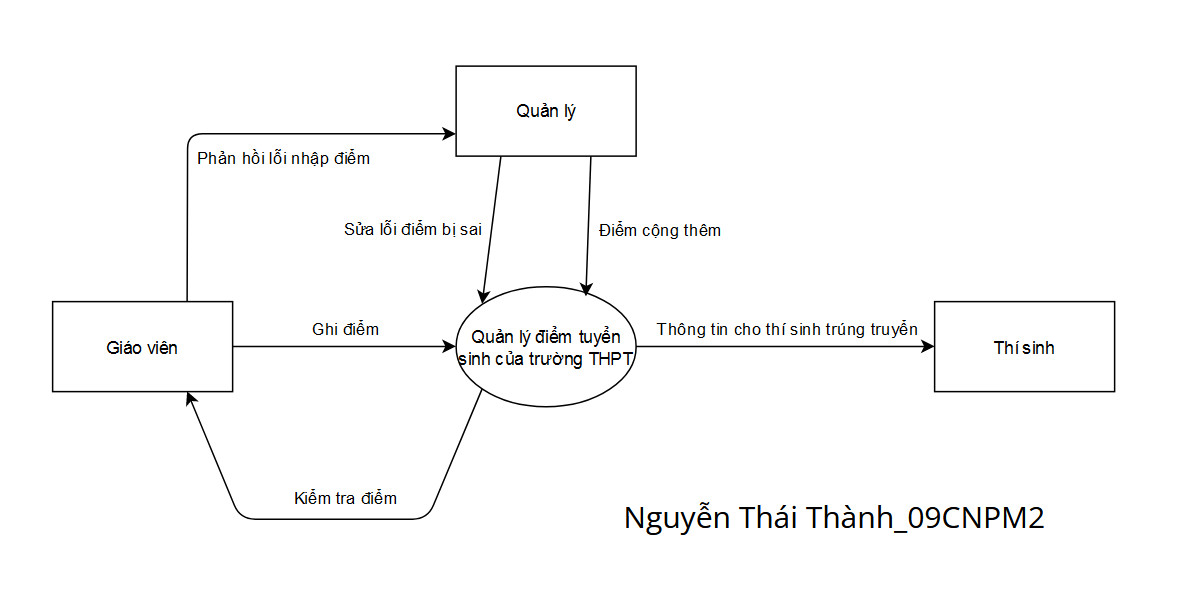 Quản lý
Phản hồi lỗi nhập điểm
Sửa lỗi điểm bị sai
Điểm cộng thêm
Giáo viên
Ghi điểm
Quản lý điểm tuyển
sinh của trường THPT
Thông tin cho thí sinh trúng truyển
Thí sinh
Kiểm tra điểm
Nguyễn Thái Thành_09CNPM2